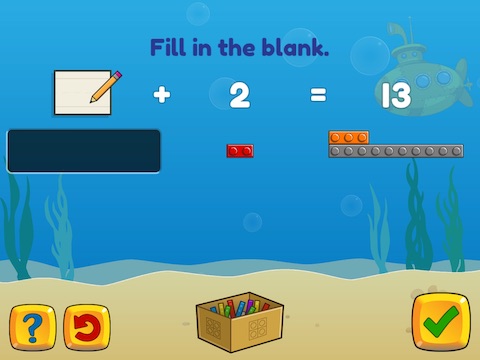 Fill in the blank.
+ 2 = 13
?